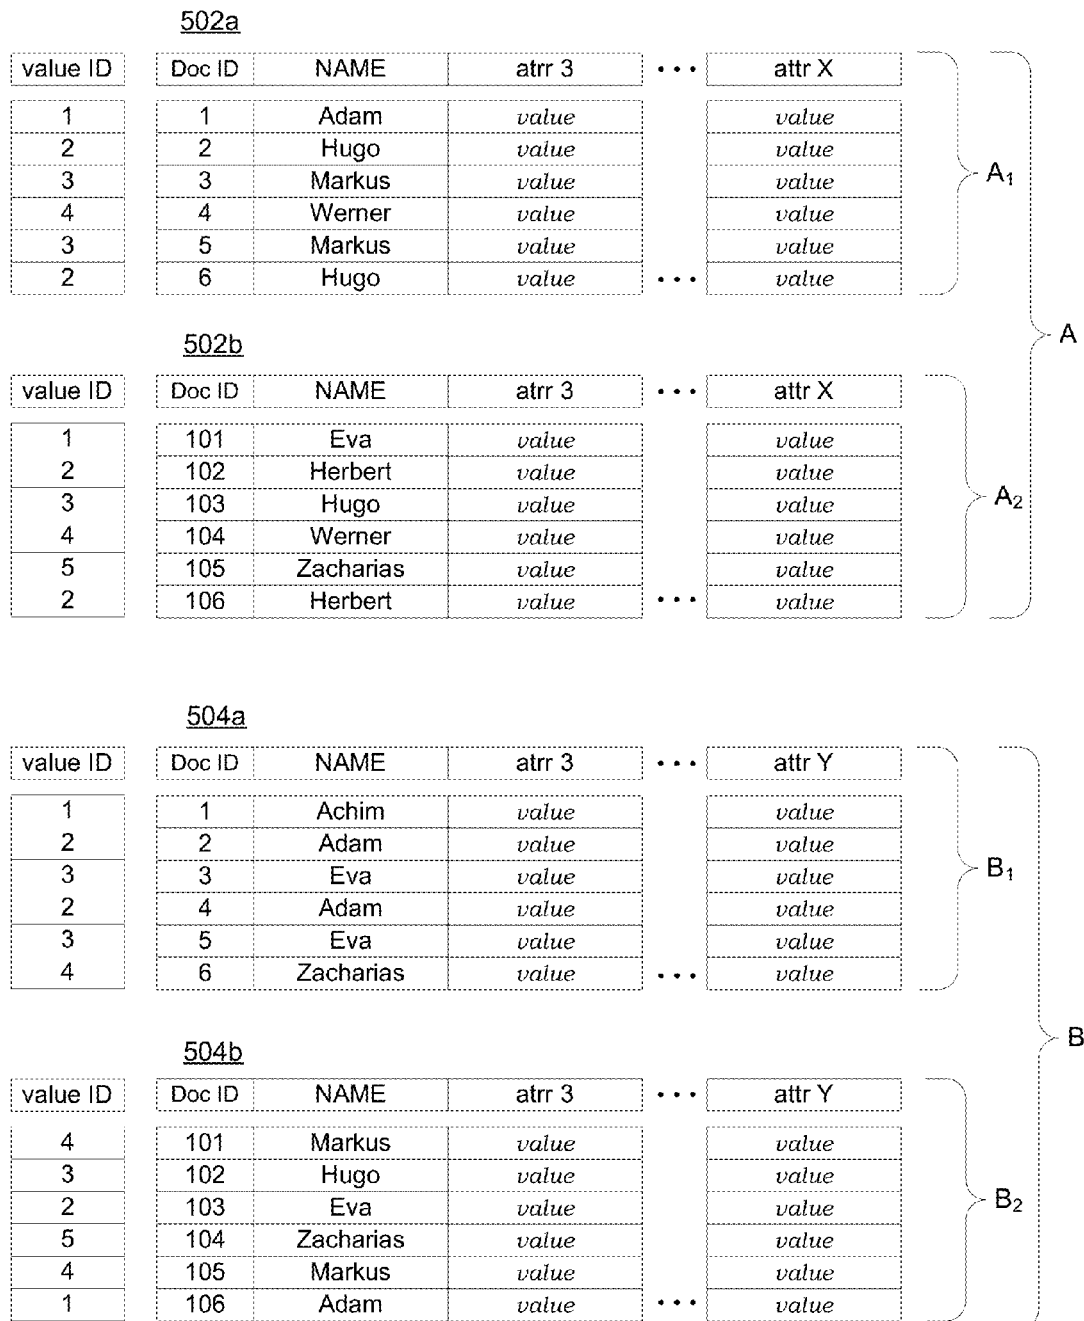 502a
value ID Doc ID NAME atrr 3 • • • attr X
1 1 Adam value value
2 2 Hugo value value
3 3 Markus value value A1
4 4 Werner value value
3 5 Markus value value
2 6 Hugo value • • • value
A
502b
value ID Doc ID NAME atrr 3 • • • attr X
1 101 Eva value value
2 102 Herbert value value
3 103 Hugo value value A2
4 104 Werner value value
5 105 Zacharias value value
2 106 Herbert value • • • value
504a
value ID Doc ID NAME atrr 3 • • • attr Y
1 1 Achim value value
2 2 Adam value value
3 3 Eva value value B1
2 4 Adam value value
3 5 Eva value value
4 6 Zacharias value • • • value
B
504b
value ID Doc ID NAME atrr 3 • • • attr Y
4 101 Markus value value
3 102 Hugo value value
2 103 Eva value value B2
5 104 Zacharias value value
4 105 Markus value value
1 106 Adam value • • • value